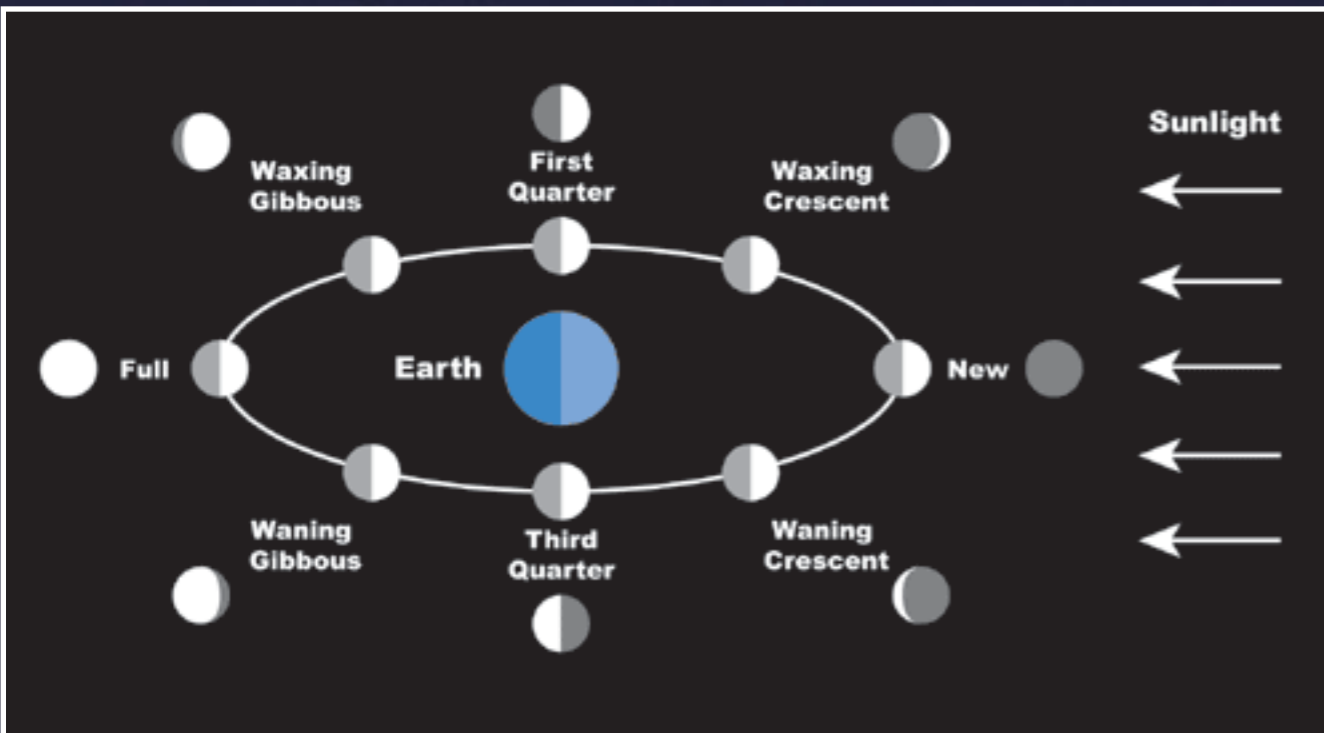 Sunlight
Waxing
Gibbous
First
Quarter
Waxing
Crescent
Full
Earth
New
Waning
Gibbous
Third
Quarter
Waning
Crescent